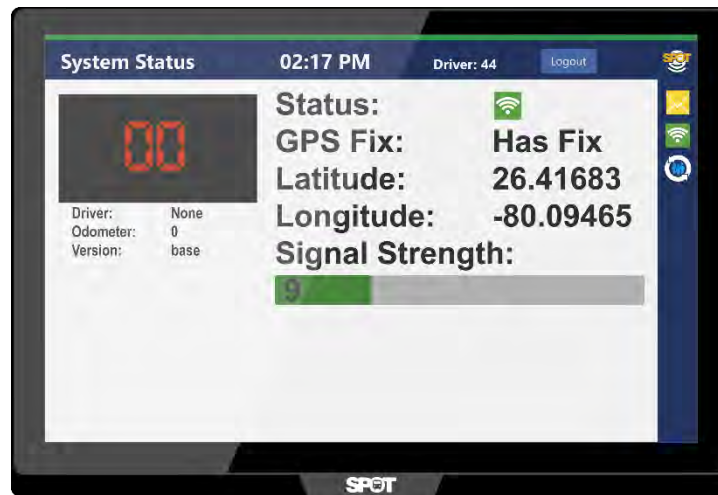 System Status 02:17 PM Driver: 44 Logout
SPOT
00
Driver: None
Odometer: 0
Version: base
Status:
GPS Fix: Has Fix
Latitude: 26.41683
Longitude: -80.09465
Signal Strength:
9
SPOT